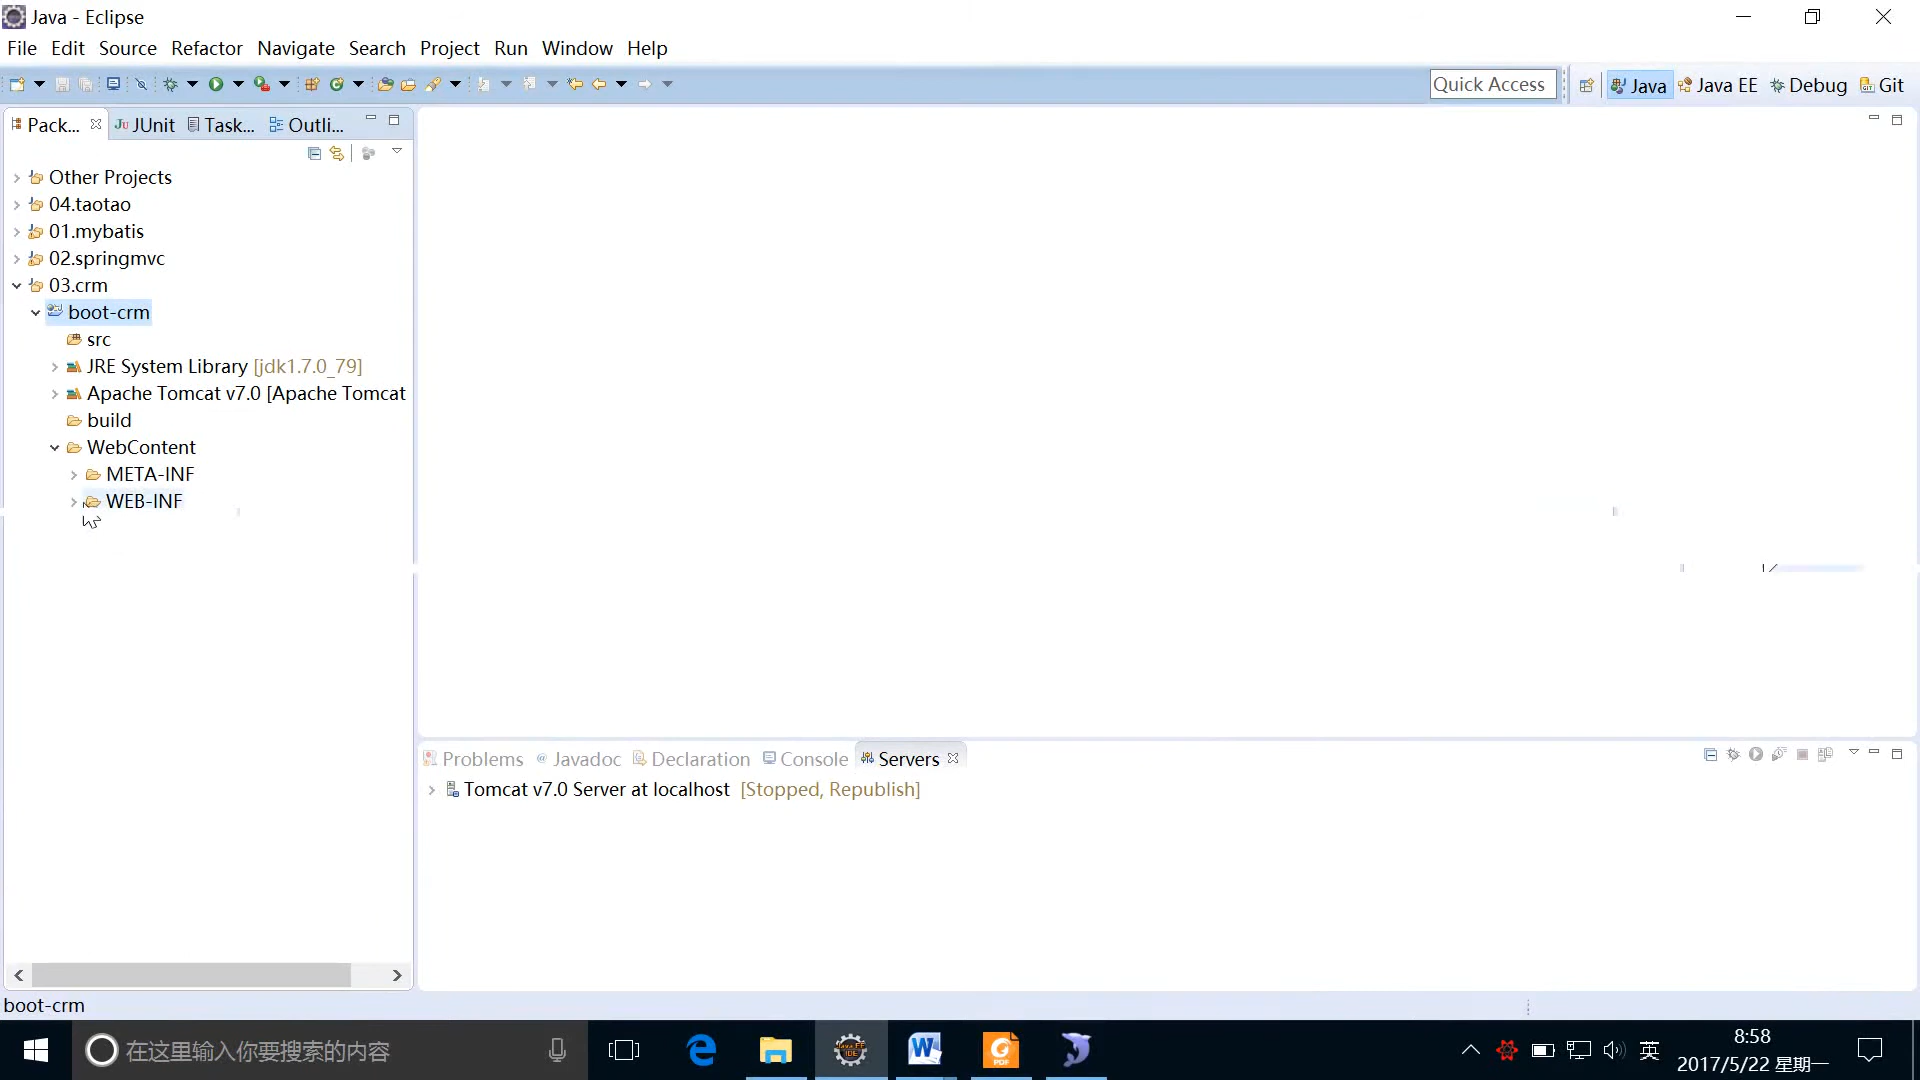 Java - Eclipse
File Edit Source Refactor Navigate Search Project Run Window Help
Quick Access Java Java EE Debug Git
Pack... JUnit Task... Outli...
Other Projects
04.taotao
01.mybatis
02.springmvc
03.crm
boot-crm
src
JRE System Library [jdk1.7.0_79]
Apache Tomcat v7.0 [Apache Tomcat
build
WebContent
META-INF
WEB-INF
Problems Javadoc Declaration Console Servers
Tomcat v7.0 Server at localhost [Stopped, Republish]
boot-crm
在这里输入你要搜索的内容
英
8:58
2017/5/22 星期一